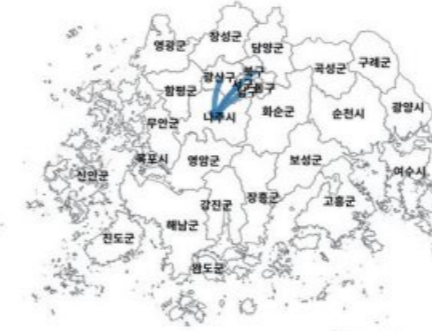 장성군
영광군
담양군
곡성군
구례군
광산구
북구
함평군
나주시
화순군
순천시
광양시
무안군
목포시
영암군
보성군
여수시
신안군
강진군
장흥군
고흥군
해남군
진도군
완도군